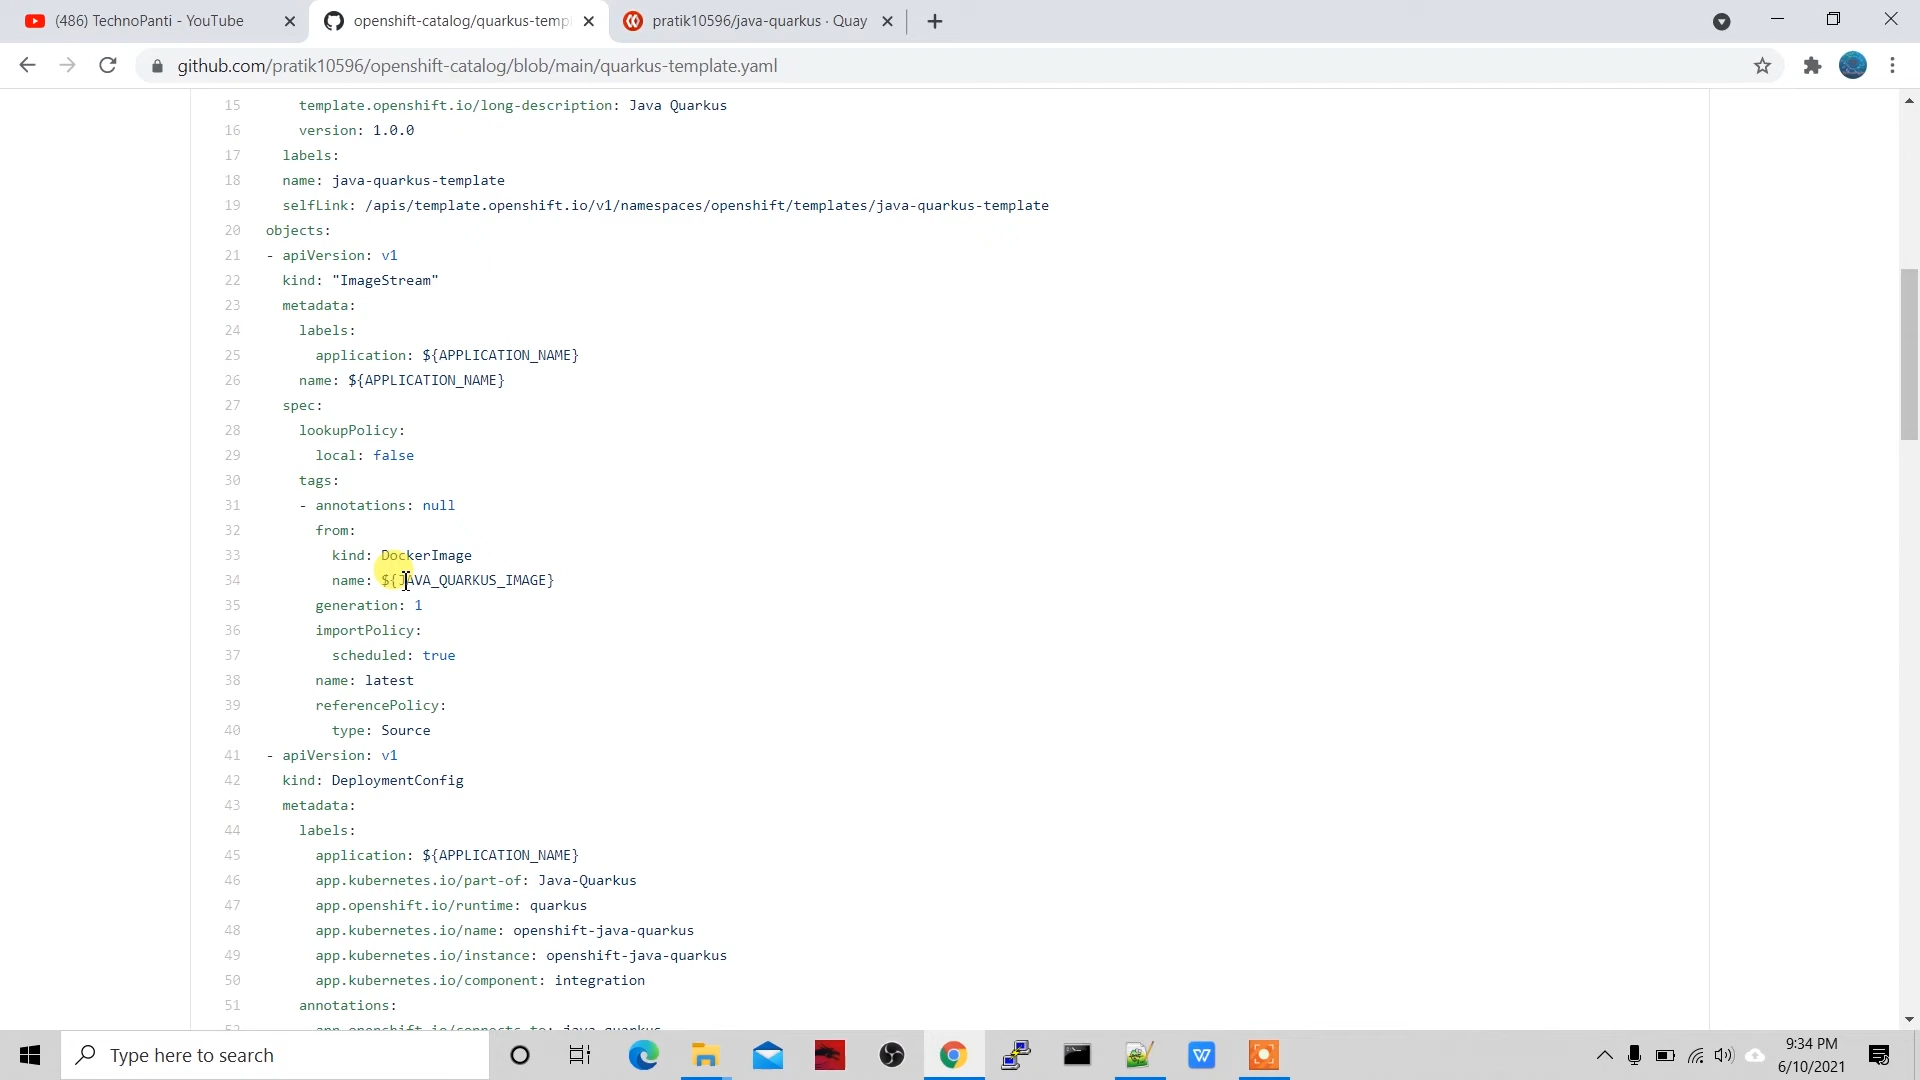 (486) TechnoPanti - YouTube
openshift-catalog/quarkus-temp
pratik10596/java-quarkus · Quay
github.com/pratik10596/openshift-catalog/blob/main/quarkus-template.yaml
15 template.openshift.io/long-description: Java Quarkus
16 version: 1.0.0
17 labels:
18 name: java-quarkus-template
19 selfLink: /apis/template.openshift.io/v1/namespaces/openshift/templates/java-quarkus-template
20 objects:
21 - apiVersion: v1
22 kind: "ImageStream"
23 metadata:
24 labels:
25 application: ${APPLICATION_NAME}
26 name: ${APPLICATION_NAME}
27 spec:
28 lookupPolicy:
29 local: false
30 tags:
31 - annotations: null
32 from:
33 kind: DockerImage
34 name: ${JAVA_QUARKUS_IMAGE}
35 generation: 1
36 importPolicy:
37 scheduled: true
38 name: latest
39 referencePolicy:
40 type: Source
41 - apiVersion: v1
42 kind: DeploymentConfig
43 metadata:
44 labels:
45 application: ${APPLICATION_NAME}
46 app.kubernetes.io/part-of: Java-Quarkus
47 app.openshift.io/runtime: quarkus
48 app.kubernetes.io/name: openshift-java-quarkus
49 app.kubernetes.io/instance: openshift-java-quarkus
50 app.kubernetes.io/component: integration
51 annotations:
52 app.openshift.io/connects-to: java-quarkus
Type here to search
9:34 PM
6/10/2021